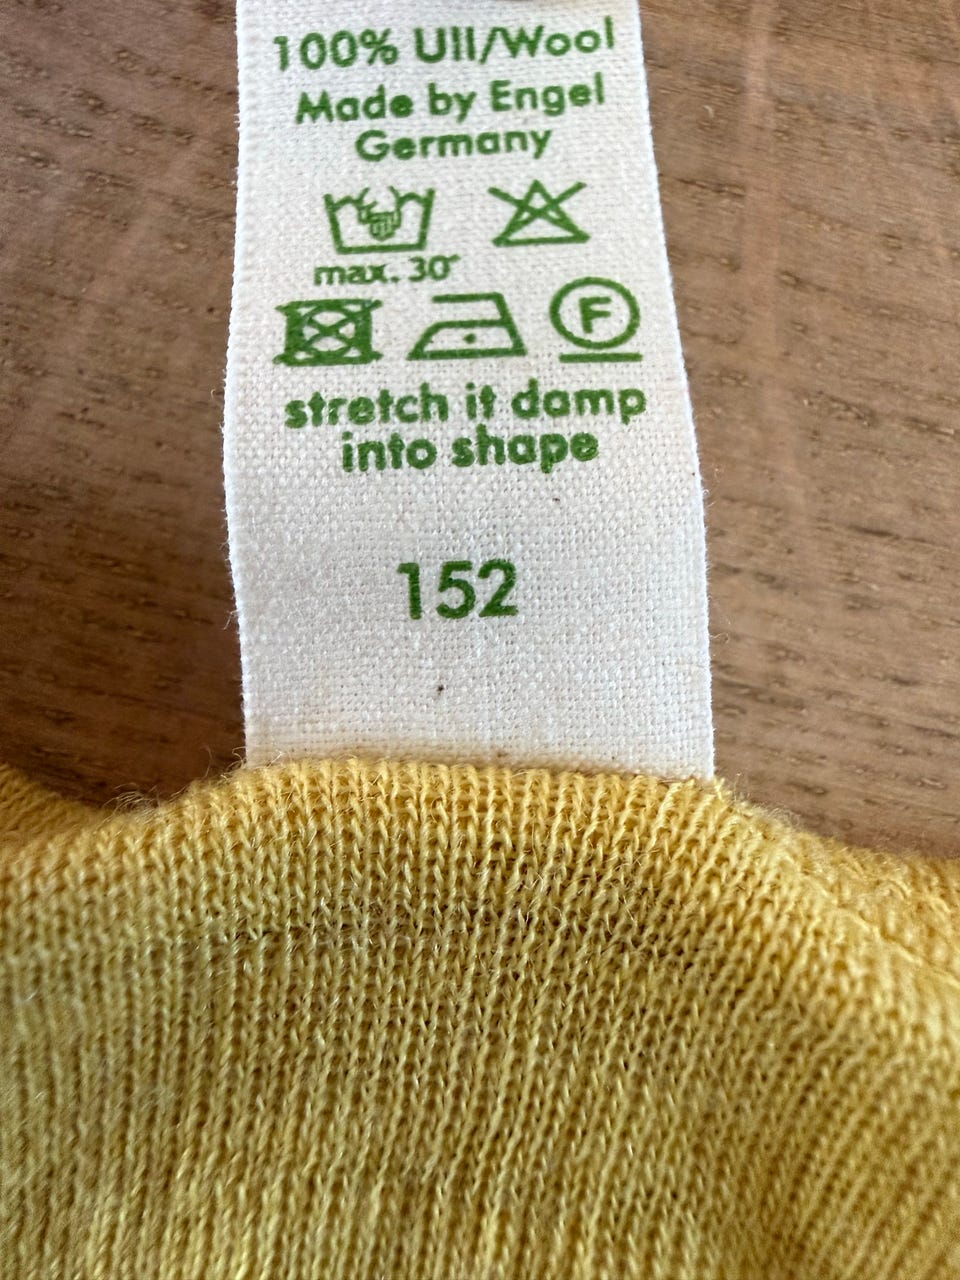 100% Ull/Wool
Made by Engel
Germany
max. 30°
F
stretch it damp
into shape
152